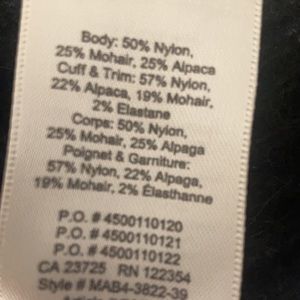 Body: 50% Nylon,
25% Mohair, 25% Alpaca
Cuff & Trim: 57% Nylon,
22% Alpaca, 19% Mohair,
2% Elastane
Corps: 50% Nylon,
25% Mohair, 25% Alpaga
Poignet & Garniture:
57% Nylon, 22% Alpaga,
19% Mohair, 2% Élasthanne
P.O. # 4500110120
P.O. # 4500110121
P.O. # 4500110122
CA 23725 RN 122354
Style # MAB4-3822-39